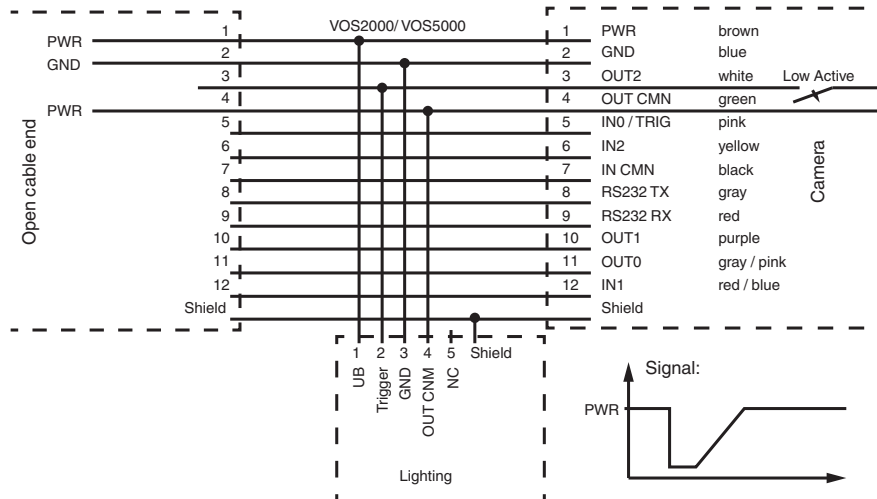 VOS2000/ VOS5000
PWR 1 1 PWR brown
GND 2 2 GND blue
3 3 OUT2 white Low Active
PWR 4 4 OUT CMN green
5 5 IN0 / TRIG pink
6 6 IN2 yellow
7 7 IN CMN black
8 8 RS232 TX gray
9 9 RS232 RX red
10 10 OUT1 purple
11 11 OUT0 gray / pink
12 12 IN1 red / blue
Shield Shield
Open cable end
Camera
1 2 3 4 5 Shield
UB
Trigger
GND
OUT CNM
NC
Lighting
Signal:
PWR